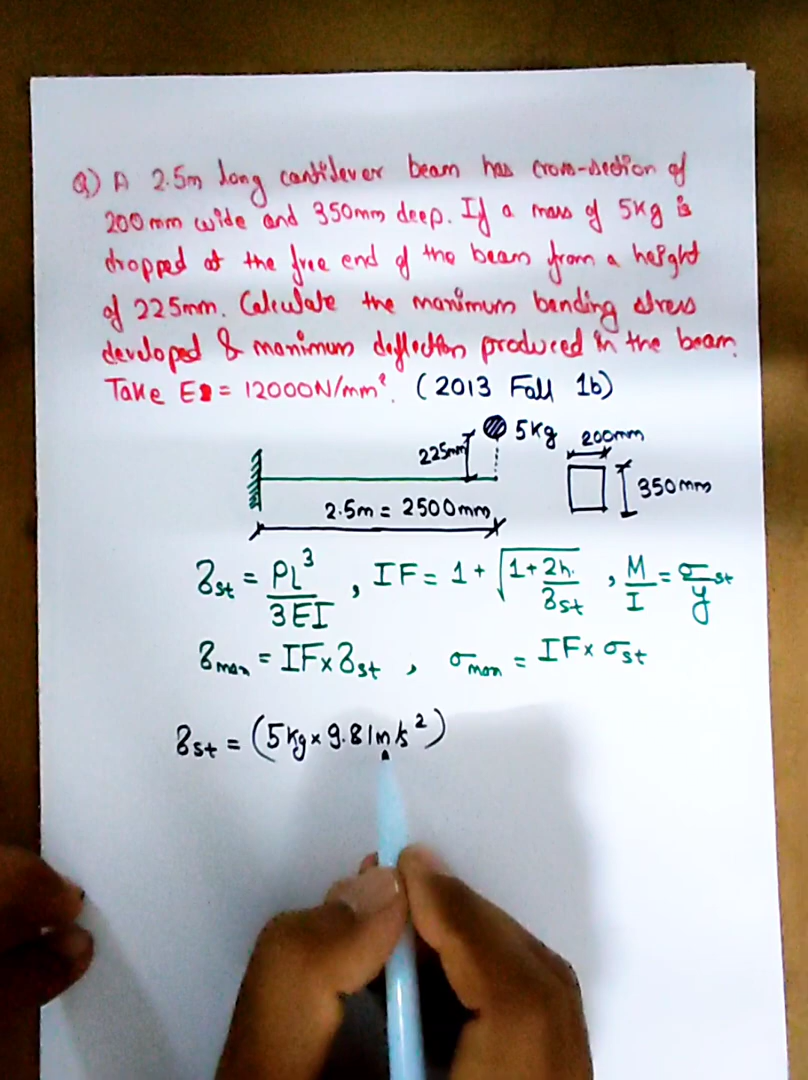 Q) A 2.5m long cantilever beam has cross-section of
200mm wide and 350mm deep. If a mass of 5Kg is
dropped at the free end of the beam from a height
of 225mm. Calculate the maximum bending stress
developed & maximum deflection produced in the beam.
Take E = 12000N/mm². (2013 Fall 1b)
225mm 5Kg 200mm
350mm
2.5m = 2500mm
δst = PL³/3EI , IF = 1 + √(1+2h/δst) , M/I = σst/y
δmax = IF×δst , σmax = IF×σst
δst = (5kg×9.81m/s²)